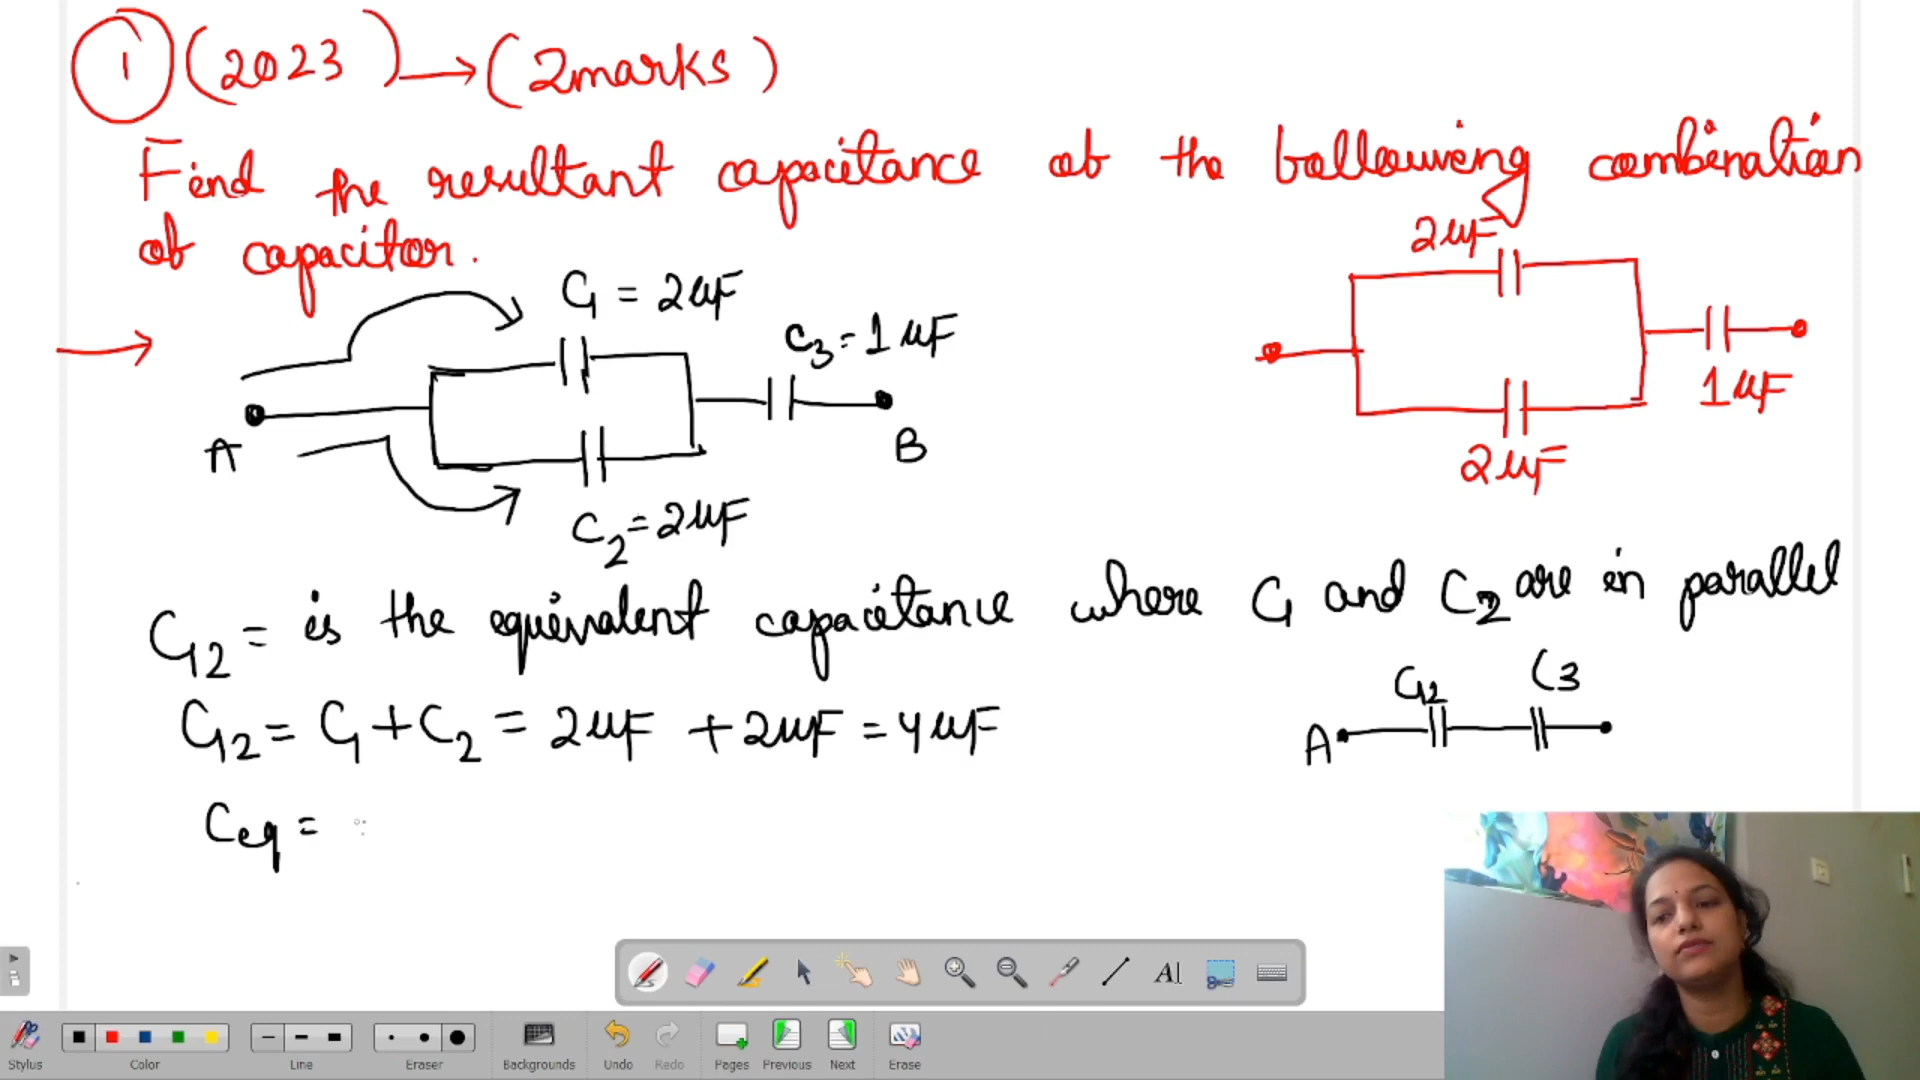 1 (2023) → (2marks)
Find the resultant capacitance of the following combination
of capacitor.
2μF
C1 = 2μF
C3 = 1μF
1μF
A
B
2μF
C2 = 2μF
C12 = is the equivalent capacitance where C1 and C2 are in parallel
C12 C3
C12 = C1 + C2 = 2μF + 2μF = 4μF
A
Ceq =
Stylus Color Line Eraser Backgrounds Undo Redo Pages Previous Next Erase